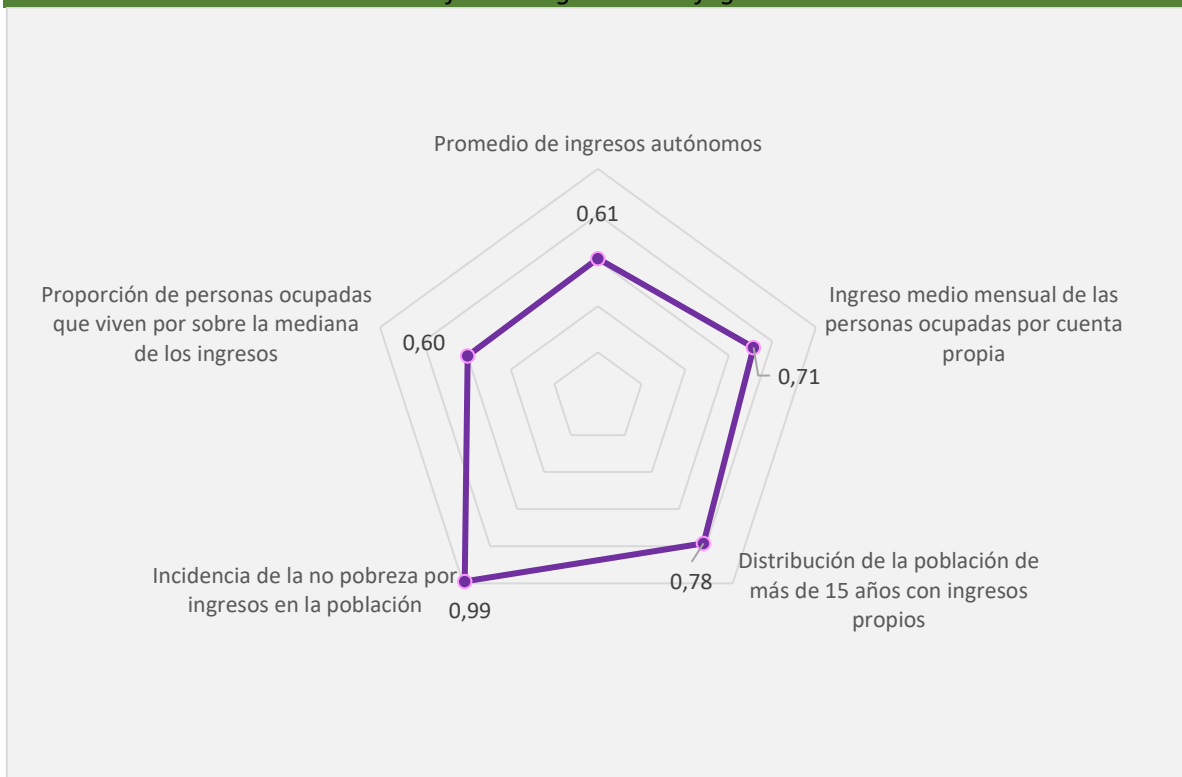 Promedio de ingresos autónomos
0,61
Ingreso medio mensual de las
personas ocupadas por cuenta
propia
0,71
Distribución de la población de
más de 15 años con ingresos
propios
0,78
Incidencia de la no pobreza por
ingresos en la población
0,99
Proporción de personas ocupadas
que viven por sobre la mediana
de los ingresos
0,60